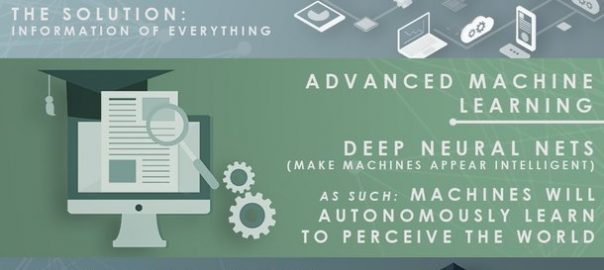 THE SOLUTION:
INFORMATION OF EVERYTHING
ADVANCED MACHINE
LEARNING
DEEP NEURAL NETS
(MAKE MACHINES APPEAR INTELLIGENT)
AS SUCH: MACHINES WILL
AUTONOMOUSLY LEARN
TO PERCEIVE THE WORLD